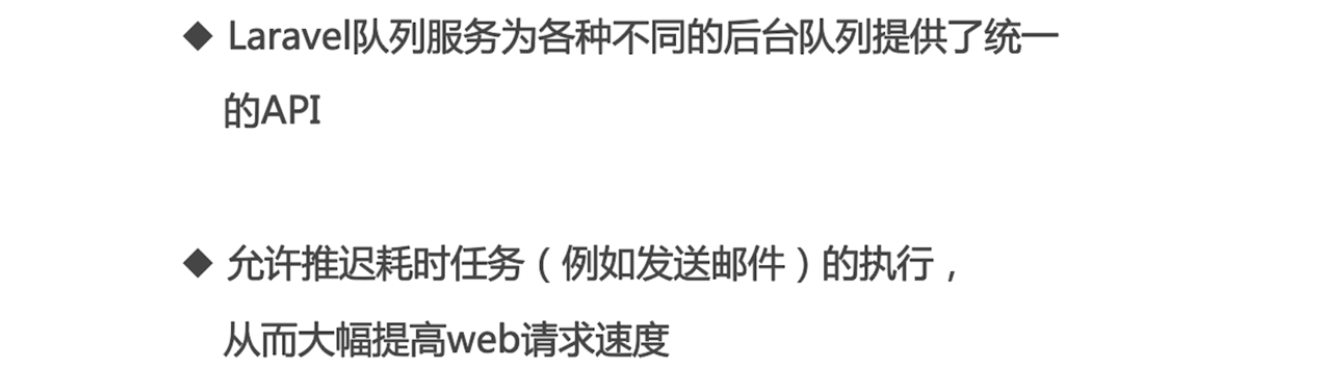 ◆ Laravel队列服务为各种不同的后台队列提供了统一
的API
◆ 允许推迟耗时任务（例如发送邮件）的执行，
从而大幅提高web请求速度